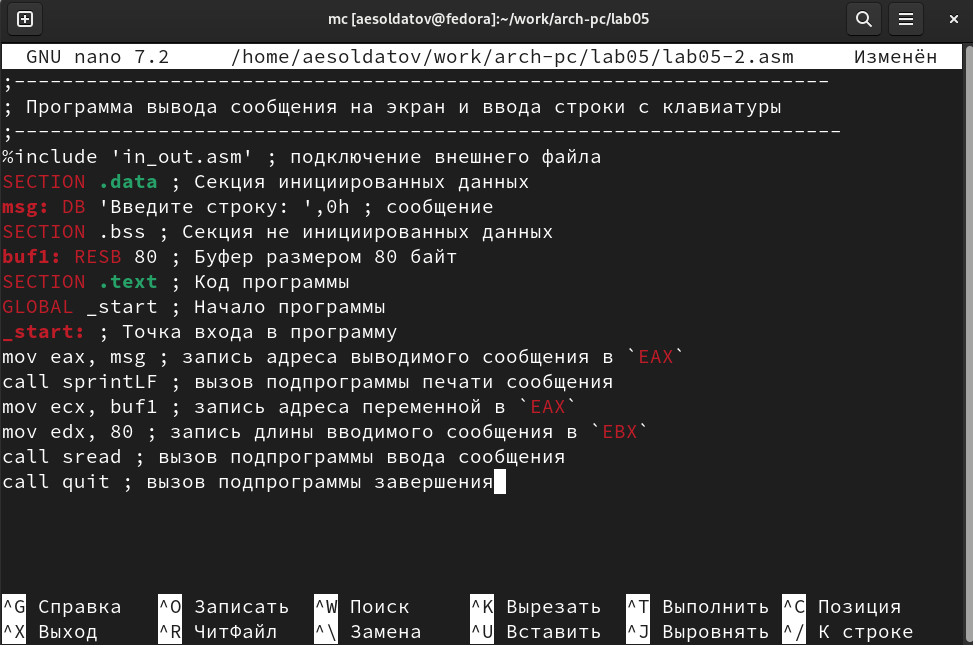 mc [aesoldatov@fedora]:~/work/arch-pc/lab05
GNU nano 7.2 /home/aesoldatov/work/arch-pc/lab05/lab05-2.asm Изменён
;--------------------------------------------------------------------
; Программа вывода сообщения на экран и ввода строки с клавиатуры
;---------------------------------------------------------------------
%include 'in_out.asm' ; подключение внешнего файла
SECTION .data ; Секция инициированных данных
msg: DB 'Введите строку: ',0h ; сообщение
SECTION .bss ; Секция не инициированных данных
buf1: RESB 80 ; Буфер размером 80 байт
SECTION .text ; Код программы
GLOBAL _start ; Начало программы
_start: ; Точка входа в программу
mov eax, msg ; запись адреса выводимого сообщения в `EAX`
call sprintLF ; вызов подпрограммы печати сообщения
mov ecx, buf1 ; запись адреса переменной в `EAX`
mov edx, 80 ; запись длины вводимого сообщения в `EBX`
call sread ; вызов подпрограммы ввода сообщения
call quit ; вызов подпрограммы завершения
^G Справка ^O Записать ^W Поиск ^K Вырезать ^T Выполнить ^C Позиция
^X Выход ^R ЧитФайл ^\ Замена ^U Вставить ^J Выровнять ^/ К строке